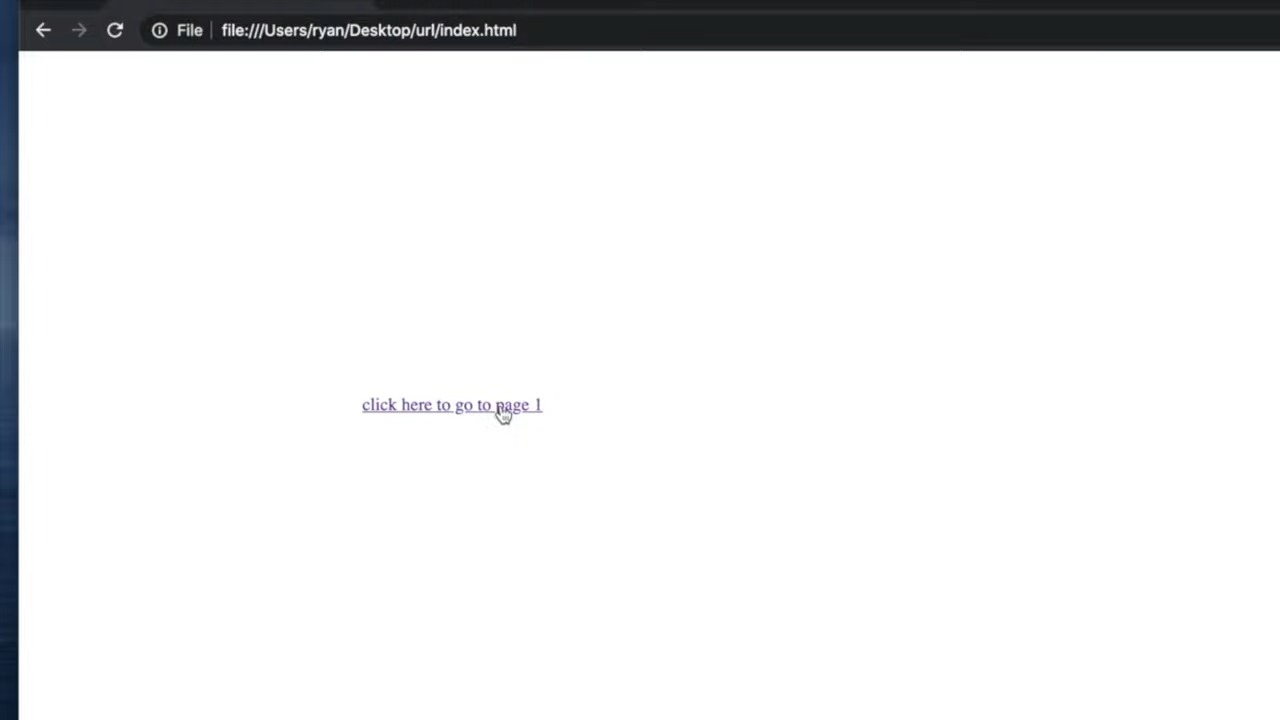 File file:///Users/ryan/Desktop/url/index.html
click here to go to page 1